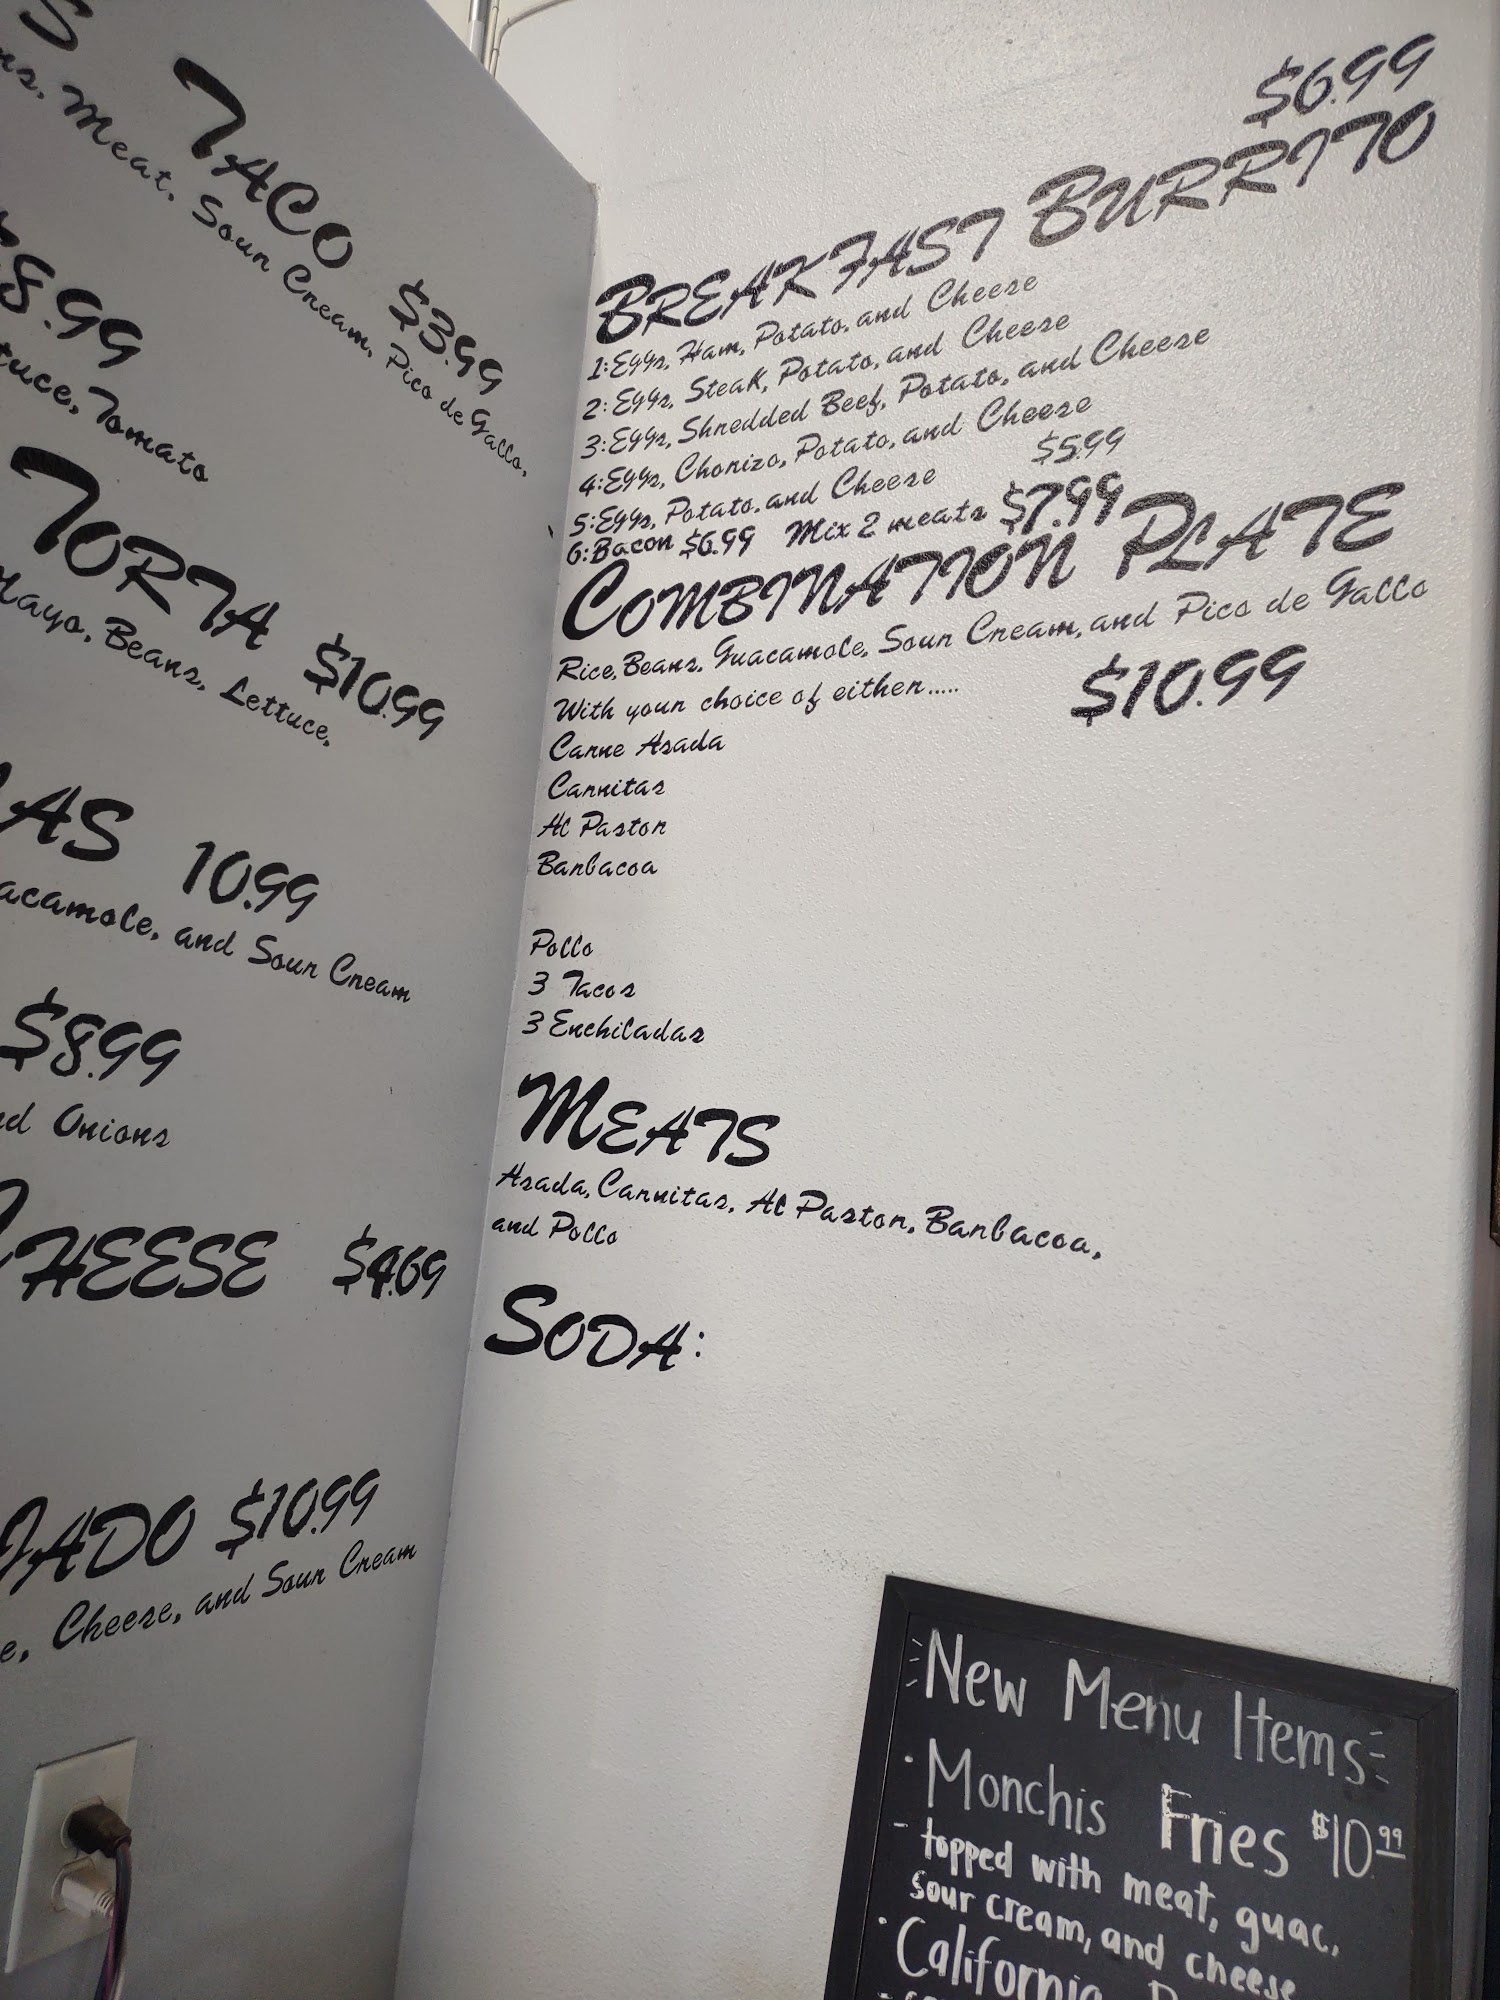 TACO $3.99
Meat, Sour Cream, Pico de Gallo,
8.99
Tomato
TORTA $10.99
Mayo, Beans, Lettuce,
10.99
and Sour Cream
$8.99
Onions
CHEESE $4.69
$10.99
Cheese, and Sour Cream
$6.99
BREAKFAST BURRITO
1:Eggs, Ham, Potato, and Cheese
2:Eggs, Steak, Potato, and Cheese
3:Eggs, Shredded Beef, Potato, and Cheese
4:Eggs, Chorizo, Potato, and Cheese
5:Eggs, Potato, and Cheese $5.99
6:Bacon $6.99 Mix 2 meats $7.99
COMBINATION PLATE
Rice, Beans, Guacamole, Sour Cream, and Pico de Gallo
With your choice of either..... $10.99
Carne Asada
Carnitas
Al Pastor
Barbacoa
Pollo
3 Tacos
3 Enchiladas
MEATS
Asada, Carnitas, Al Pastor, Barbacoa,
and Pollo
SODA:
New Menu Items
• Monchis Fries $10.99
- topped with meat, guac,
sour cream, and cheese
• California